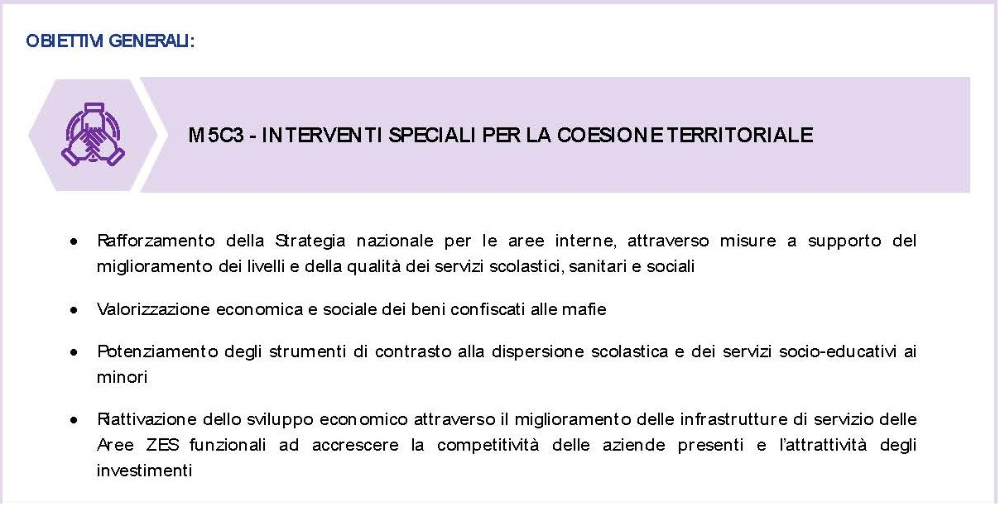 OBIETTIVI GENERALI:
M5C3 - INTERVENTI SPECIALI PER LA COESIONE TERRITORIALE
• Rafforzamento della Strategia nazionale per le aree interne, attraverso misure a supporto del
miglioramento dei livelli e della qualità dei servizi scolastici, sanitari e sociali
• Valorizzazione economica e sociale dei beni confiscati alle mafie
• Potenziamento degli strumenti di contrasto alla dispersione scolastica e dei servizi socio-educativi ai
minori
• Riattivazione dello sviluppo economico attraverso il miglioramento delle infrastrutture di servizio delle
Aree ZES funzionali ad accrescere la competitività delle aziende presenti e l'attrattività degli
investimenti